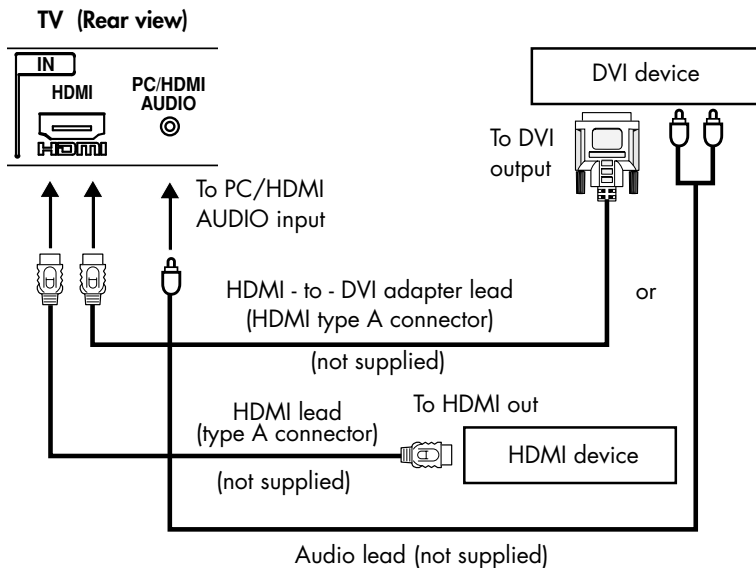 TV (Rear view)
IN
HDMI
PC/HDMI
AUDIO
HDMI
DVI device
To DVI
output
To PC/HDMI
AUDIO input
HDMI - to - DVI adapter lead
(HDMI type A connector)
or
(not supplied)
HDMI lead
(type A connector)
To HDMI out
HDMI device
(not supplied)
Audio lead (not supplied)